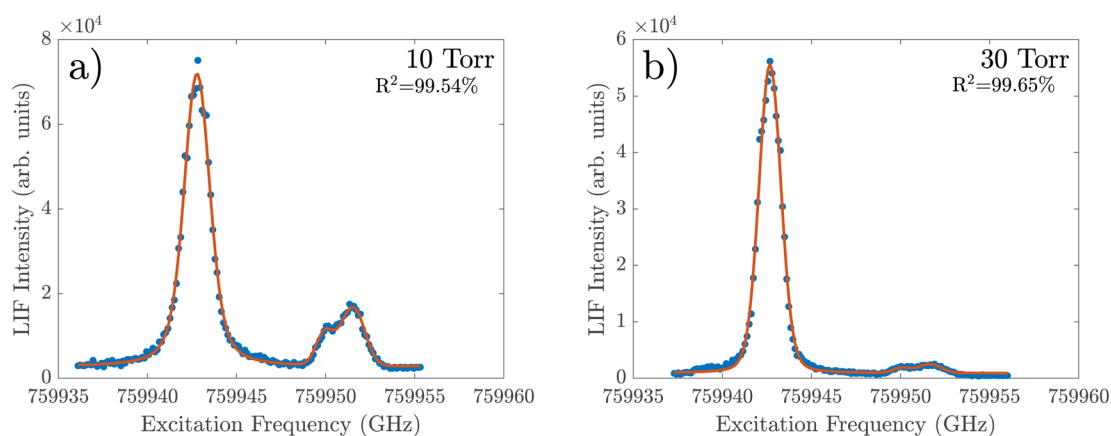 ×10⁴
a)
10 Torr
R²=99.54%
8
6
4
2
0
LIF Intensity (arb. units)
759935 759940 759945 759950 759955 759960
Excitation Frequency (GHz)
×10⁴
b)
30 Torr
R²=99.65%
6
5
4
3
2
1
0
LIF Intensity (arb. units)
759935 759940 759945 759950 759955 759960
Excitation Frequency (GHz)